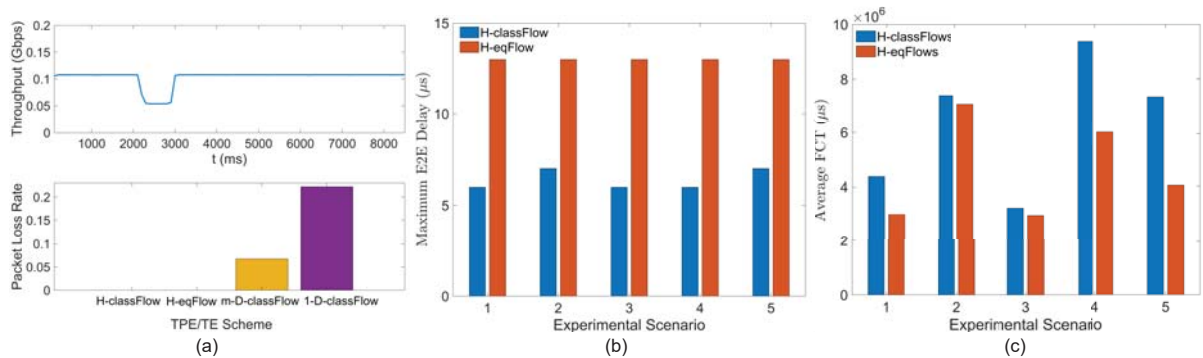 Throughput (Gbps)
0.2
0.15
0.1
0.05
0
1000 2000 3000 4000 5000 6000 7000 8000
t (ms)
Packet Loss Rate
0.2
0.15
0.1
0.05
0
H-classFlow H-eqFlow m-D-classFlow 1-D-classFlow
TPE/TE Scheme
(a)
Maximum E2E Delay (μs)
15
10
5
0
H-classFlow
H-eqFlow
1 2 3 4 5
Experimental Scenario
(b)
Average FCT (μs)
10 ×10⁶
8
6
4
2
0
H-classFlows
H-eqFlows
1 2 3 4 5
Experimental Scenario
(c)